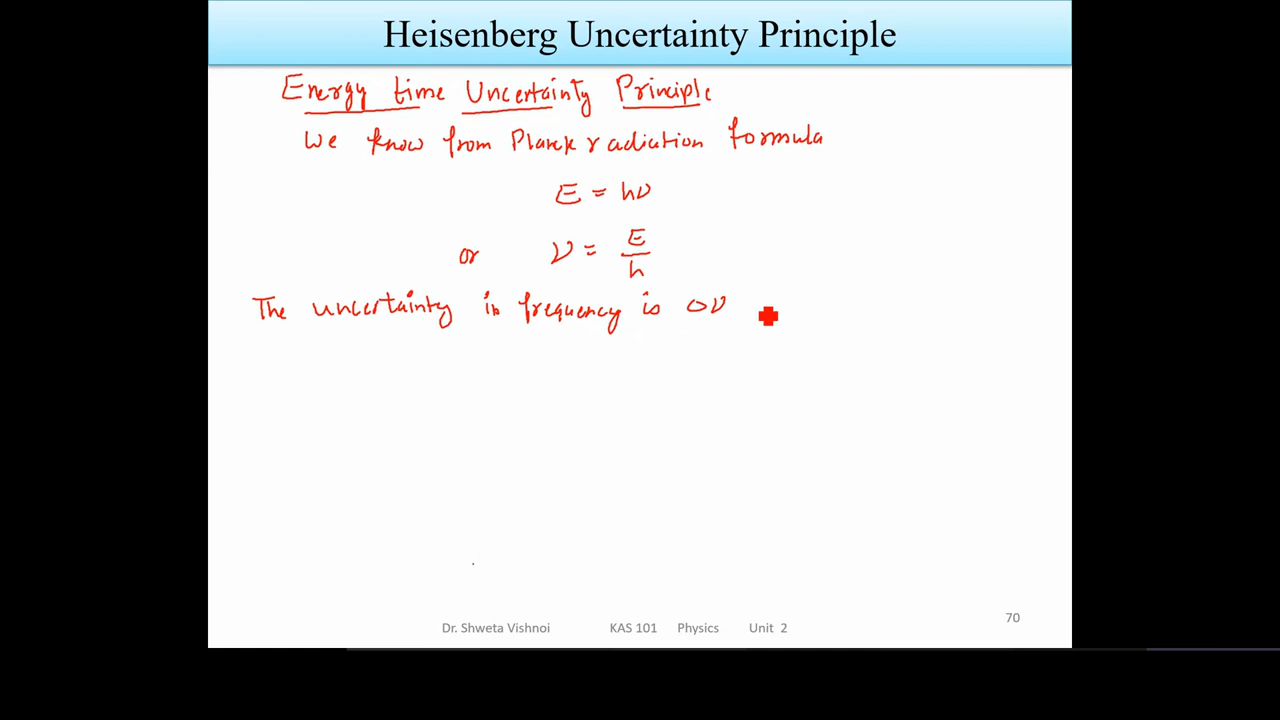 Heisenberg Uncertainty Principle
Energy time Uncertainty Principle
We know from Planck radiation formula
E = hν
or ν = E/h
The uncertainty in frequency is Δν
Dr. Shweta Vishnoi KAS 101 Physics Unit 2
70